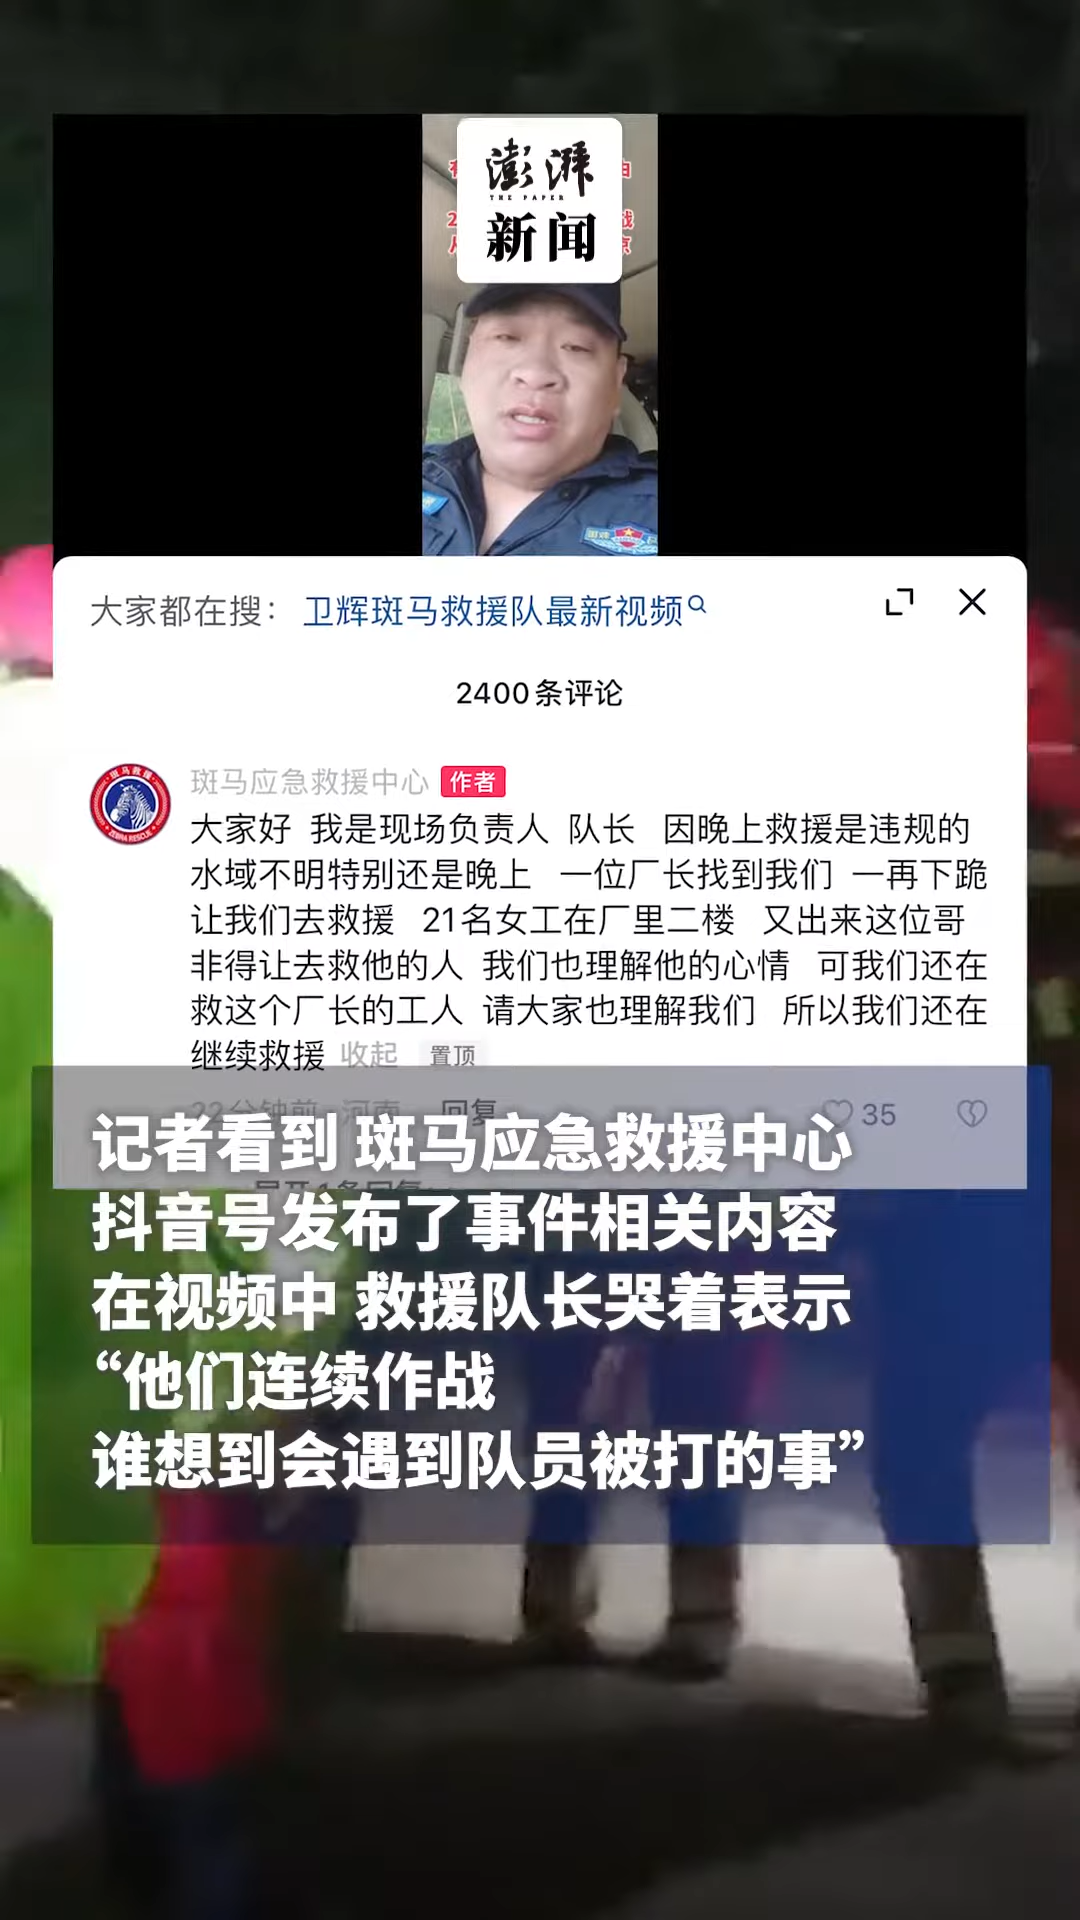 澎湃
THE PAPER
新闻
大家都在搜： 卫辉斑马救援队最新视频
2400条评论
斑马应急救援中心 作者
大家好 我是现场负责人 队长 因晚上救援是违规的
水域不明特别还是晚上 一位厂长找到我们 一再下跪
让我们去救援 21名女工在厂里二楼 又出来这位哥
非得让去救他的人 我们也理解他的心情 可我们还在
救这个厂长的工人 请大家也理解我们 所以我们还在
继续救援 收起 置顶
22分钟前 河南 回复 35
记者看到 斑马应急救援中心
抖音号发布了事件相关内容
在视频中 救援队长哭着表示
“他们连续作战
谁想到会遇到队员被打的事”